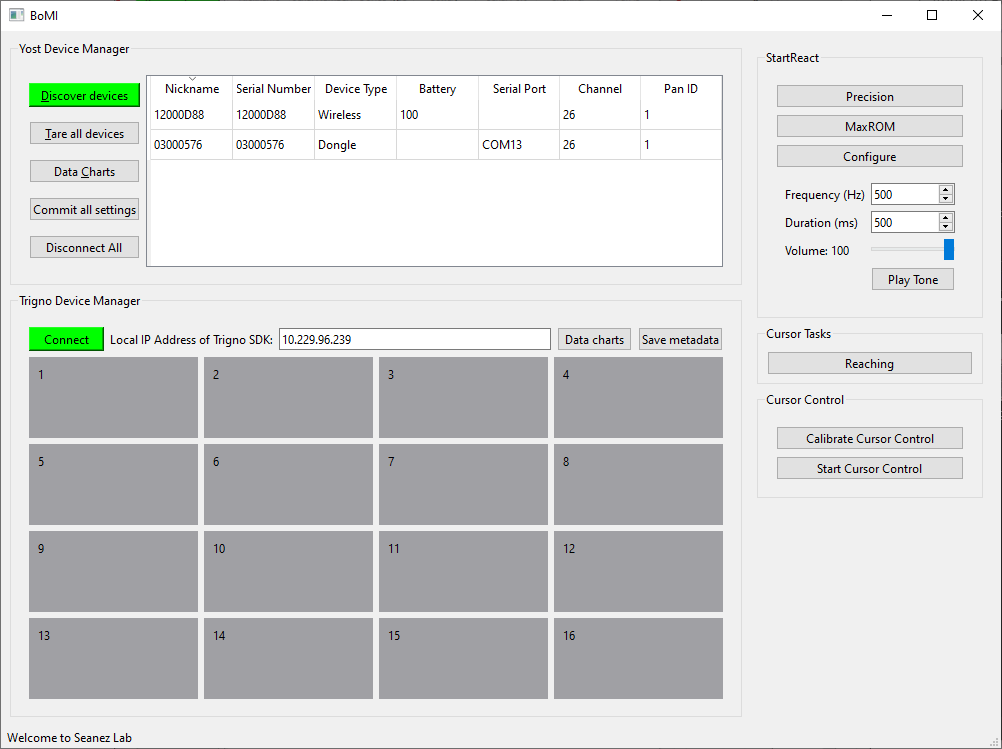 BoMI
Yost Device Manager
Discover devices
Tare all devices
Data Charts
Commit all settings
Disconnect All
Nickname Serial Number Device Type Battery Serial Port Channel Pan ID
12000D88 12000D88 Wireless 100 26 1
03000576 03000576 Dongle COM13 26 1
Trigno Device Manager
Connect Local IP Address of Trigno SDK: 10.229.96.239 Data charts Save metadata
1 2 3 4
5 6 7 8
9 10 11 12
13 14 15 16
StartReact
Precision
MaxROM
Configure
Frequency (Hz) 500
Duration (ms) 500
Volume: 100
Play Tone
Cursor Tasks
Reaching
Cursor Control
Calibrate Cursor Control
Start Cursor Control
Welcome to Seanez Lab